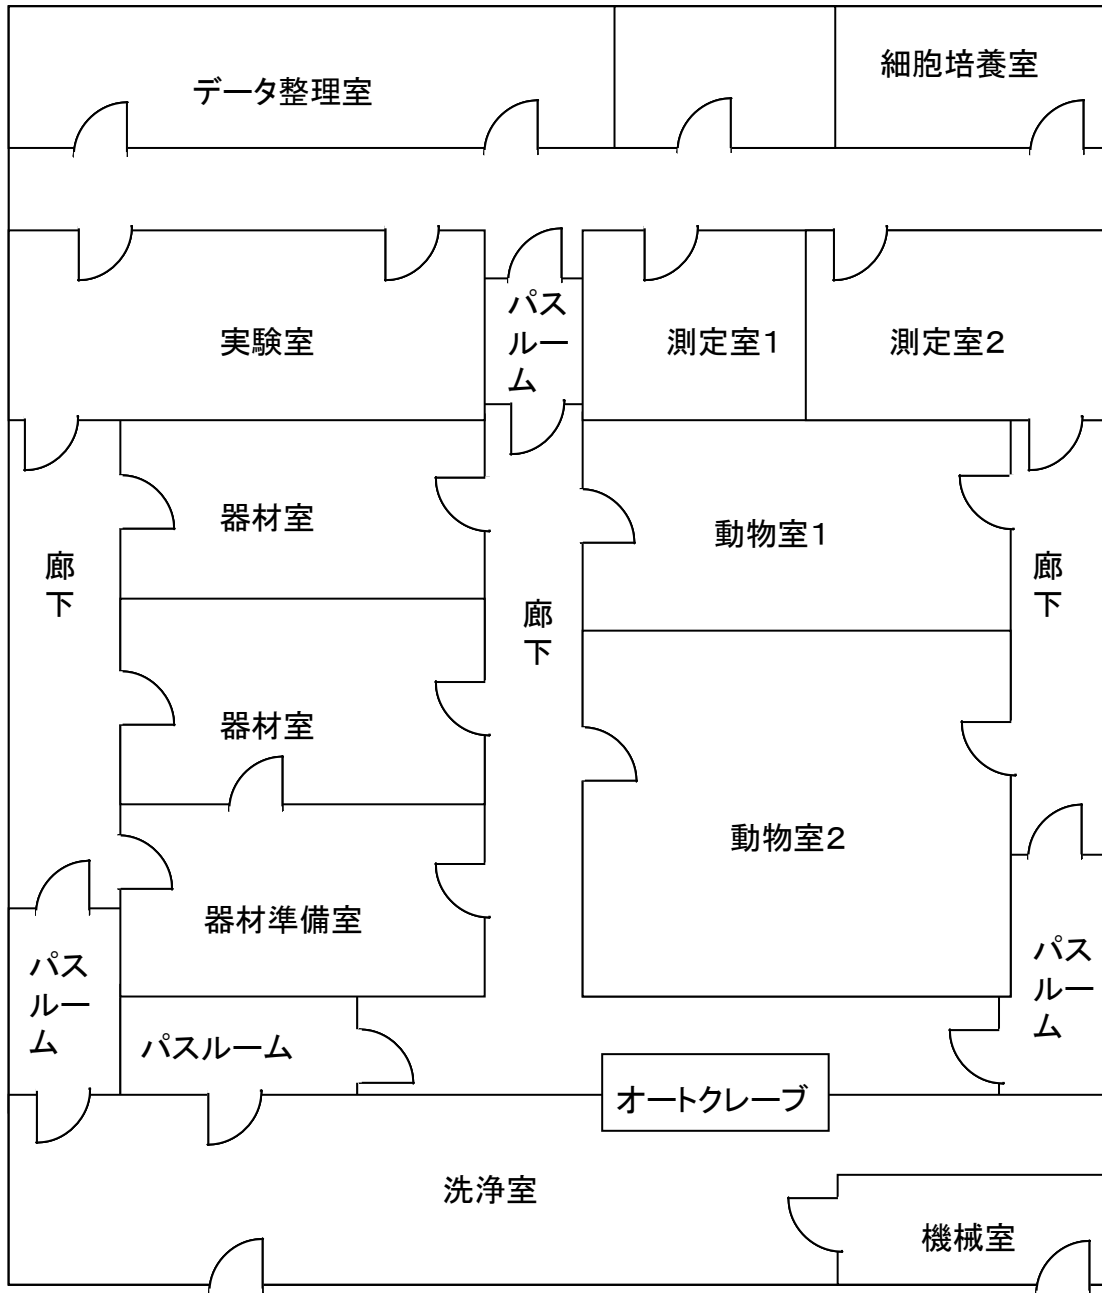 データ整理室
細胞培養室
実験室
パス
ルー
ム
測定室1
測定室2
器材室
動物室1
廊
下
廊
下
廊
下
器材室
動物室2
器材準備室
パス
ルー
ム
パスルーム
パス
ルー
ム
オートクレーブ
洗浄室
機械室